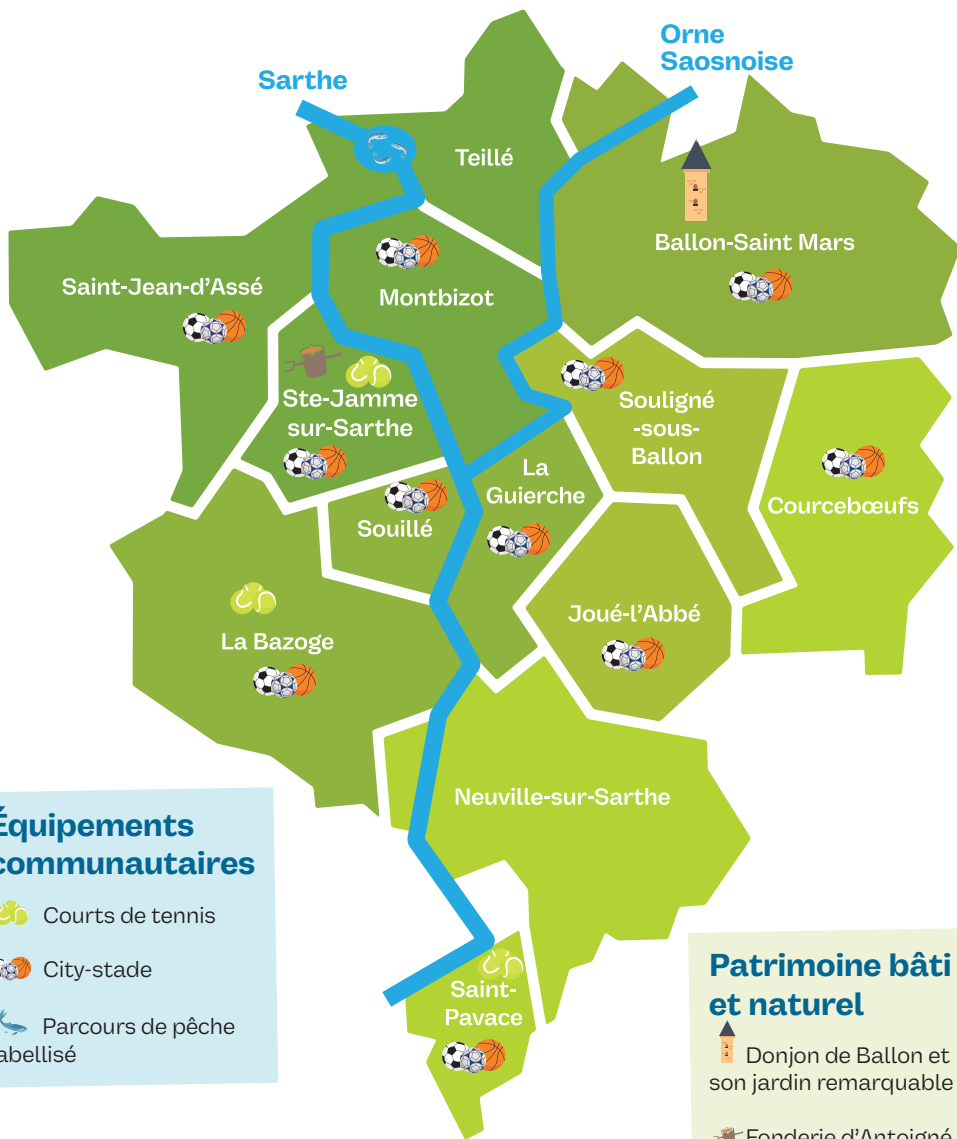 Orne
Saosnoise
Sarthe
Teillé
Ballon-Saint Mars
Saint-Jean-d'Assé
Montbizot
Ste-Jamme
sur-Sarthe
Souligné
-sous-
Ballon
La
Guierche
Courcebœufs
Souillé
Joué-l'Abbé
La Bazoge
Neuville-sur-Sarthe
Saint-
Pavace
Équipements
communautaires
Courts de tennis
City-stade
Parcours de pêche
labellisé
Patrimoine bâti
et naturel
Donjon de Ballon et
son jardin remarquable
Fonderie d'Antoigné